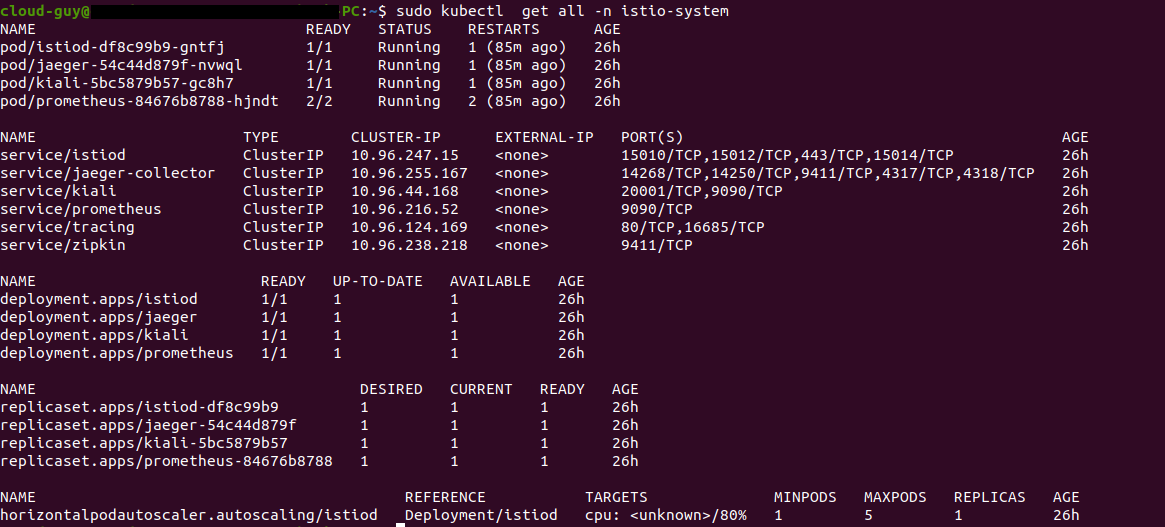 cloud-guy@ PC:~$ sudo kubectl  get all -n istio-system
NAME                              READY   STATUS    RESTARTS      AGE
pod/istiod-df8c99b9-gntfj         1/1     Running   1 (85m ago)   26h
pod/jaeger-54c44d879f-nvwql       1/1     Running   1 (85m ago)   26h
pod/kiali-5bc5879b57-gc8h7        1/1     Running   1 (85m ago)   26h
pod/prometheus-84676b8788-hjndt   2/2     Running   2 (85m ago)   26h
NAME                       TYPE        CLUSTER-IP      EXTERNAL-IP   PORT(S)                                          AGE
service/istiod             ClusterIP   10.96.247.15    <none>        15010/TCP,15012/TCP,443/TCP,15014/TCP            26h
service/jaeger-collector   ClusterIP   10.96.255.167   <none>        14268/TCP,14250/TCP,9411/TCP,4317/TCP,4318/TCP   26h
service/kiali              ClusterIP   10.96.44.168    <none>        20001/TCP,9090/TCP                               26h
service/prometheus         ClusterIP   10.96.216.52    <none>        9090/TCP                                         26h
service/tracing            ClusterIP   10.96.124.169   <none>        80/TCP,16685/TCP                                 26h
service/zipkin             ClusterIP   10.96.238.218   <none>        9411/TCP                                         26h
NAME                         READY   UP-TO-DATE   AVAILABLE   AGE
deployment.apps/istiod       1/1     1            1           26h
deployment.apps/jaeger       1/1     1            1           26h
deployment.apps/kiali        1/1     1            1           26h
deployment.apps/prometheus   1/1     1            1           26h
NAME                                    DESIRED   CURRENT   READY   AGE
replicaset.apps/istiod-df8c99b9         1         1         1       26h
replicaset.apps/jaeger-54c44d879f       1         1         1       26h
replicaset.apps/kiali-5bc5879b57        1         1         1       26h
replicaset.apps/prometheus-84676b8788   1         1         1       26h
NAME                                         REFERENCE           TARGETS              MINPODS   MAXPODS   REPLICAS   AGE
horizontalpodautoscaler.autoscaling/istiod   Deployment/istiod   cpu: <unknown>/80%   1         5         1          26h